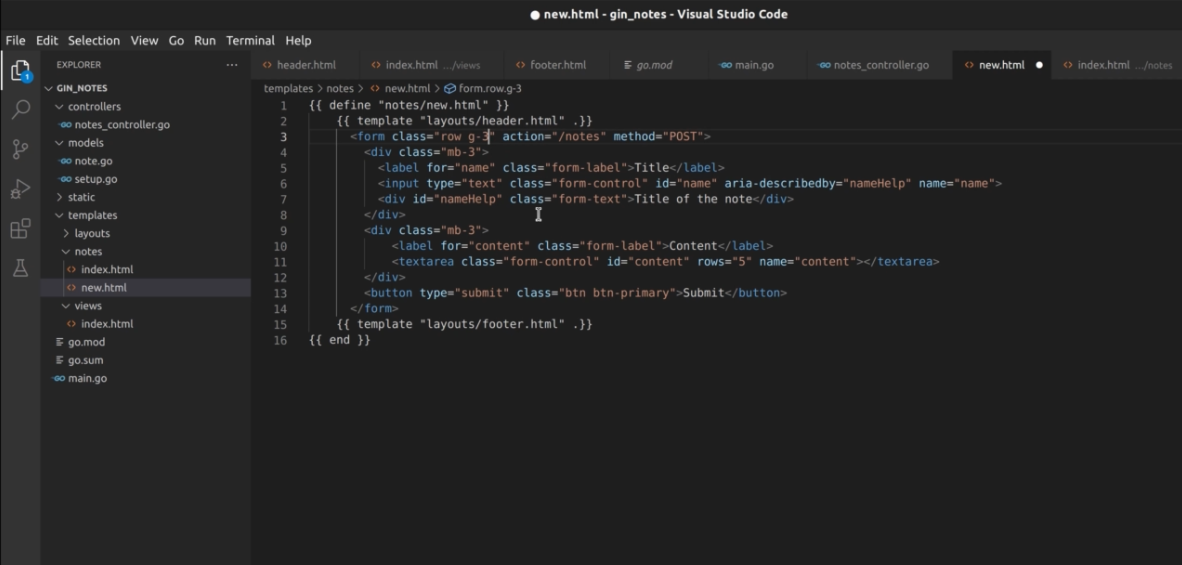 ● new.html - gin_notes - Visual Studio Code
File Edit Selection View Go Run Terminal Help
EXPLORER ...
header.html index.html .../views footer.html go.mod main.go notes_controller.go new.html ● index.html .../notes
1
GIN_NOTES
controllers
notes_controller.go
models
note.go
setup.go
static
templates
layouts
notes
index.html
new.html
views
index.html
go.mod
go.sum
main.go
templates > notes > new.html > form.row.g-3
1 {{ define "notes/new.html" }}
2 {{ template "layouts/header.html" .}}
3 <form class="row g-3" action="/notes" method="POST">
4 <div class="mb-3">
5 <label for="name" class="form-label">Title</label>
6 <input type="text" class="form-control" id="name" aria-describedby="nameHelp" name="name">
7 <div id="nameHelp" class="form-text">Title of the note</div>
8 </div>
9 <div class="mb-3">
10 <label for="content" class="form-label">Content</label>
11 <textarea class="form-control" id="content" rows="5" name="content"></textarea>
12 </div>
13 <button type="submit" class="btn btn-primary">Submit</button>
14 </form>
15 {{ template "layouts/footer.html" .}}
16 {{ end }}